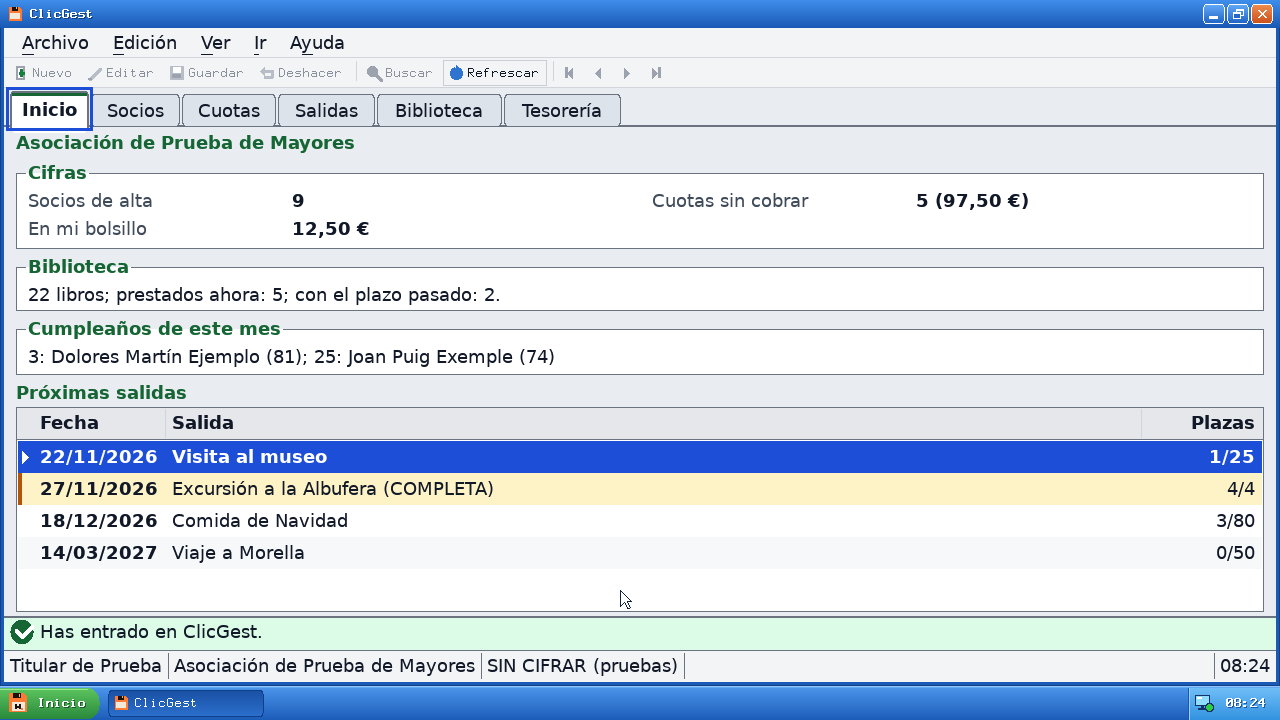 ClicGest
Archivo Edición Ver Ir Ayuda
Nuevo Editar Guardar Deshacer Buscar Refrescar
Inicio Socios Cuotas Salidas Biblioteca Tesorería
Asociación de Prueba de Mayores
Cifras
Socios de alta 9 Cuotas sin cobrar 5 (97,50 €)
En mi bolsillo 12,50 €
Biblioteca
22 libros; prestados ahora: 5; con el plazo pasado: 2.
Cumpleaños de este mes
3: Dolores Martín Ejemplo (81); 25: Joan Puig Exemple (74)
Próximas salidas
Fecha Salida Plazas
22/11/2026 Visita al museo 1/25
27/11/2026 Excursión a la Albufera (COMPLETA) 4/4
18/12/2026 Comida de Navidad 3/80
14/03/2027 Viaje a Morella 0/50
Has entrado en ClicGest.
Titular de Prueba Asociación de Prueba de Mayores SIN CIFRAR (pruebas) 08:24
Inicio ClicGest 08:24